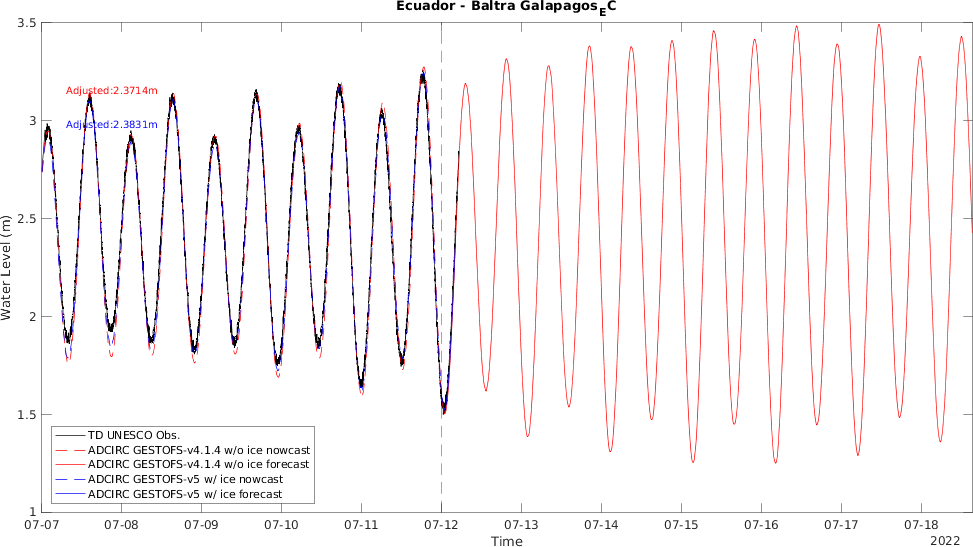 Ecuador - Baltra Galapagos_EC
3.5
3
2.5
2
1.5
1
Water Level (m)
Adjusted:2.3714m
Adjusted:2.3831m
TD UNESCO Obs.
ADCIRC GESTOFS-v4.1.4 w/o ice nowcast
ADCIRC GESTOFS-v4.1.4 w/o ice forecast
ADCIRC GESTOFS-v5 w/ ice nowcast
ADCIRC GESTOFS-v5 w/ ice forecast
07-07 07-08 07-09 07-10 07-11 07-12 07-13 07-14 07-15 07-16 07-17 07-18
Time
2022